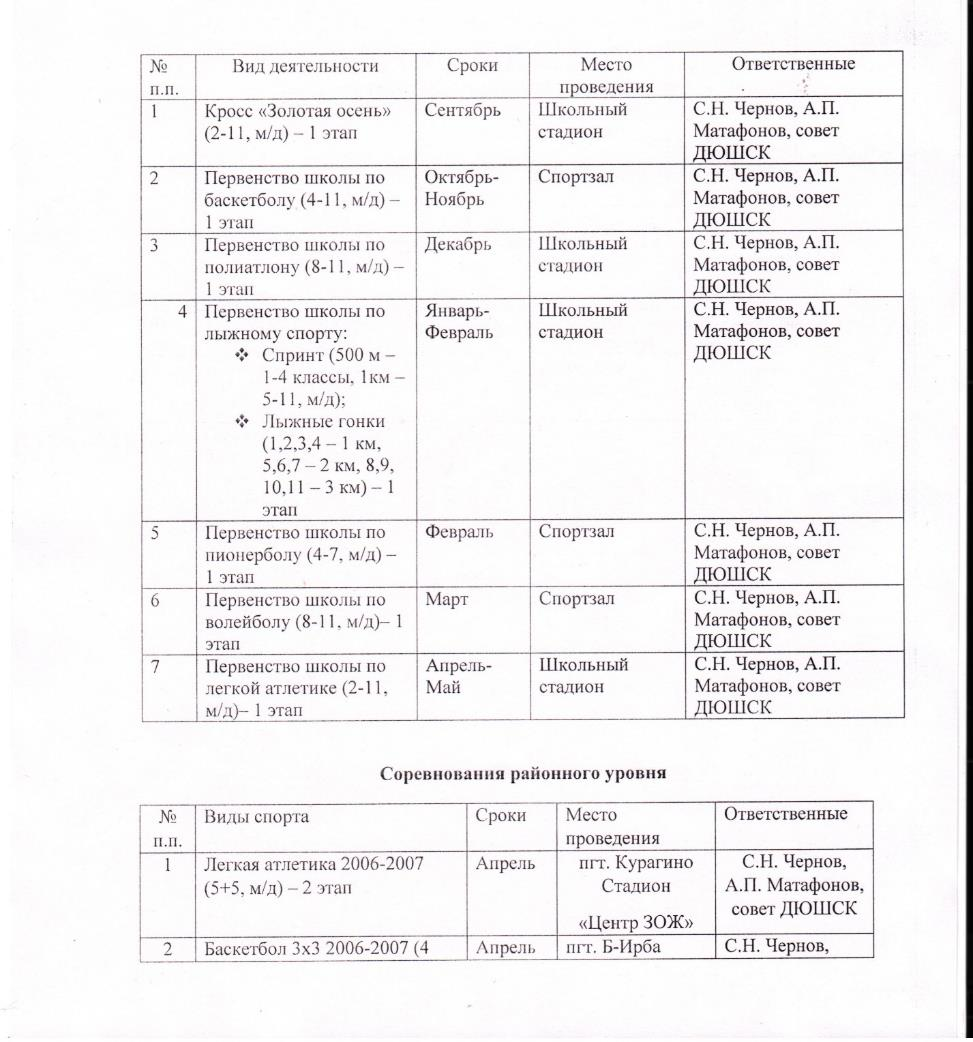 № п.п. Вид деятельности Сроки Место проведения Ответственные
1 Кросс «Золотая осень» Сентябрь Школьный С.Н. Чернов, А.П.
(2-11, м/д) – 1 этап стадион Матафонов, совет
ДЮШСК
2 Первенство школы по Октябрь- Спортзал С.Н. Чернов, А.П.
баскетболу (4-11, м/д) – Ноябрь Матафонов, совет
1 этап ДЮШСК
3 Первенство школы по Декабрь Школьный С.Н. Чернов, А.П.
полиатлону (8-11, м/д) – стадион Матафонов, совет
1 этап ДЮШСК
4 Первенство школы по Январь- Школьный С.Н. Чернов, А.П.
лыжному спорту: Февраль стадион Матафонов, совет
❖ Спринт (500 м – ДЮШСК
1-4 классы, 1км –
5-11, м/д);
❖ Лыжные гонки
(1,2,3,4 – 1 км,
5,6,7 – 2 км, 8,9,
10,11 – 3 км) – 1
этап
5 Первенство школы по Февраль Спортзал С.Н. Чернов, А.П.
пионерболу (4-7, м/д) – Матафонов, совет
1 этап ДЮШСК
6 Первенство школы по Март Спортзал С.Н. Чернов, А.П.
волейболу (8-11, м/д)– 1 Матафонов, совет
этап ДЮШСК
7 Первенство школы по Апрель- Школьный С.Н. Чернов, А.П.
легкой атлетике (2-11, Май стадион Матафонов, совет
м/д)– 1 этап ДЮШСК
Соревнования районного уровня
№ п.п. Виды спорта Сроки Место проведения Ответственные
1 Легкая атлетика 2006-2007 Апрель пгт. Курагино С.Н. Чернов,
(5+5, м/д) – 2 этап Стадион А.П. Матафонов,
«Центр ЗОЖ» совет ДЮШСК
2 Баскетбол 3х3 2006-2007 (4 Апрель пгт. Б-Ирба С.Н. Чернов,